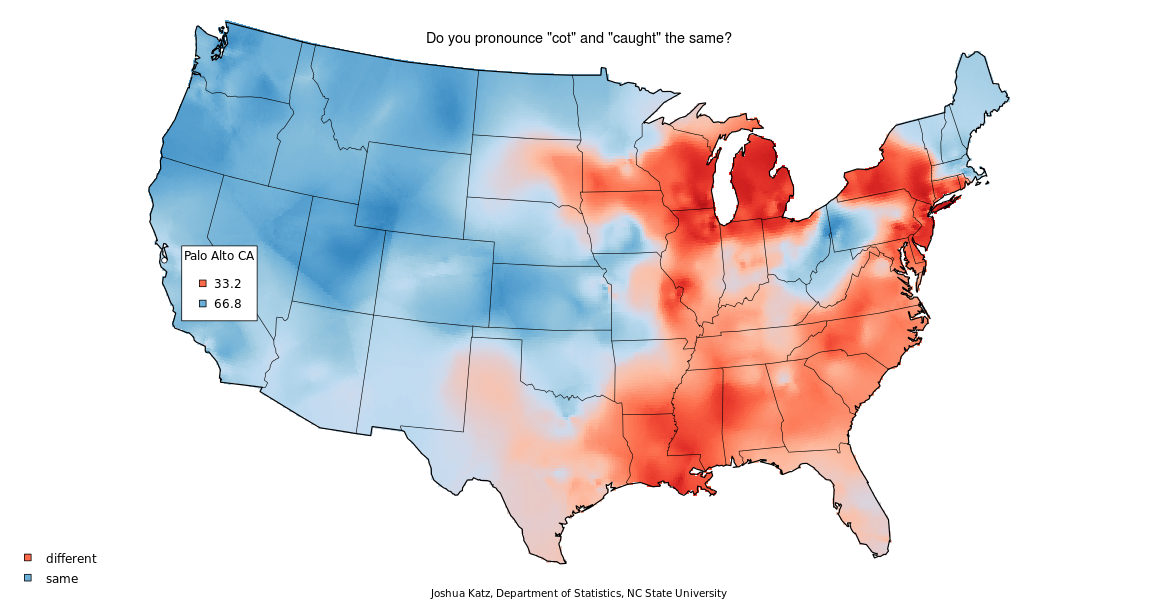 Do you pronounce "cot" and "caught" the same?
Palo Alto CA
33.2
66.8
different
same
Joshua Katz, Department of Statistics, NC State University